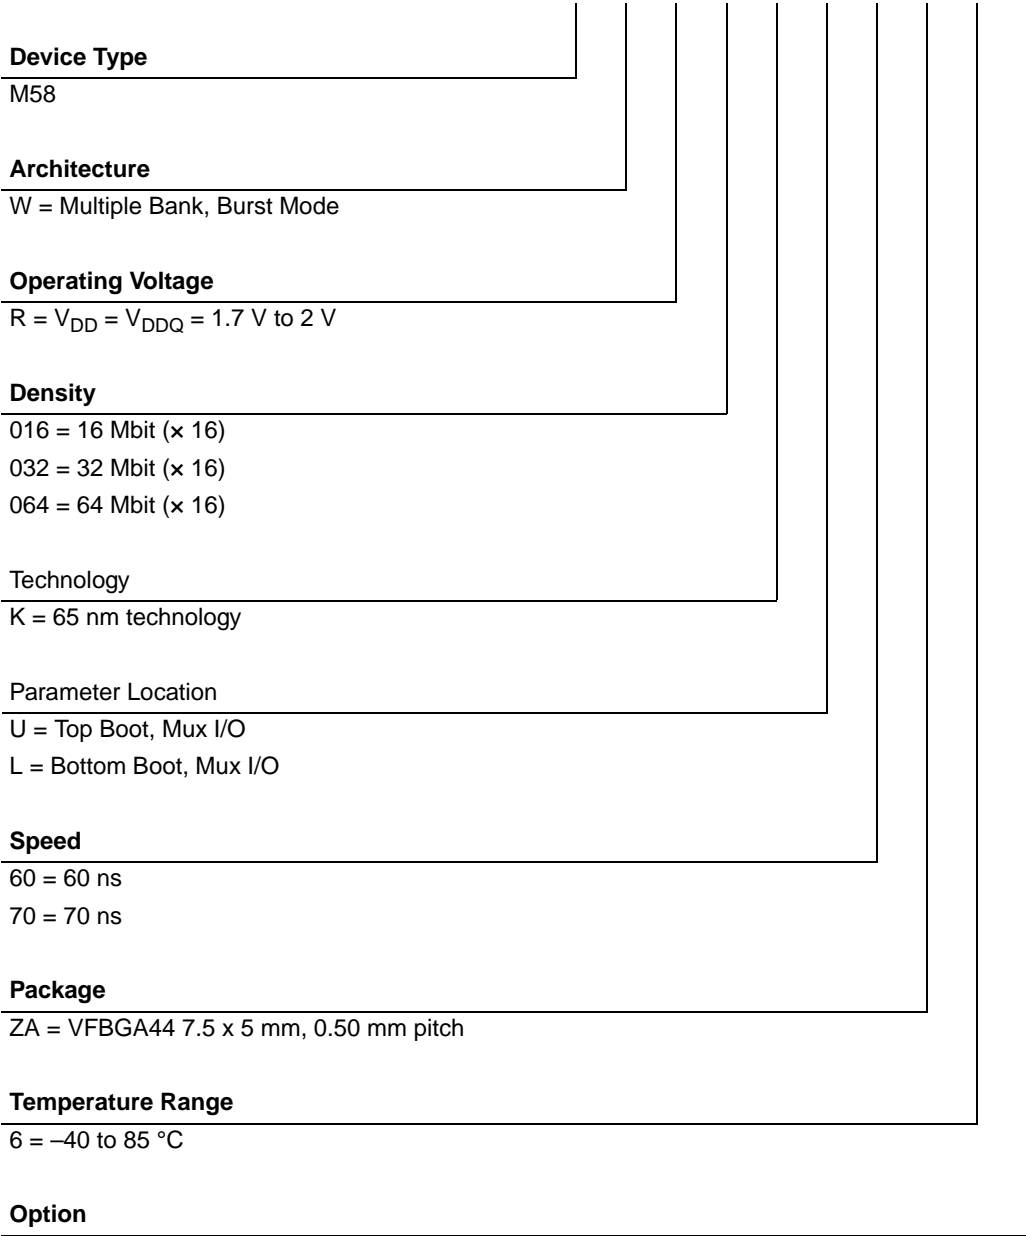 Device Type
M58
Architecture
W = Multiple Bank, Burst Mode
Operating Voltage
R = VDD = VDDQ = 1.7 V to 2 V
Density
016 = 16 Mbit (× 16)
032 = 32 Mbit (× 16)
064 = 64 Mbit (× 16)
Technology
K = 65 nm technology
Parameter Location
U = Top Boot, Mux I/O
L = Bottom Boot, Mux I/O
Speed
60 = 60 ns
70 = 70 ns
Package
ZA = VFBGA44 7.5 x 5 mm, 0.50 mm pitch
Temperature Range
6 = –40 to 85 °C
Option